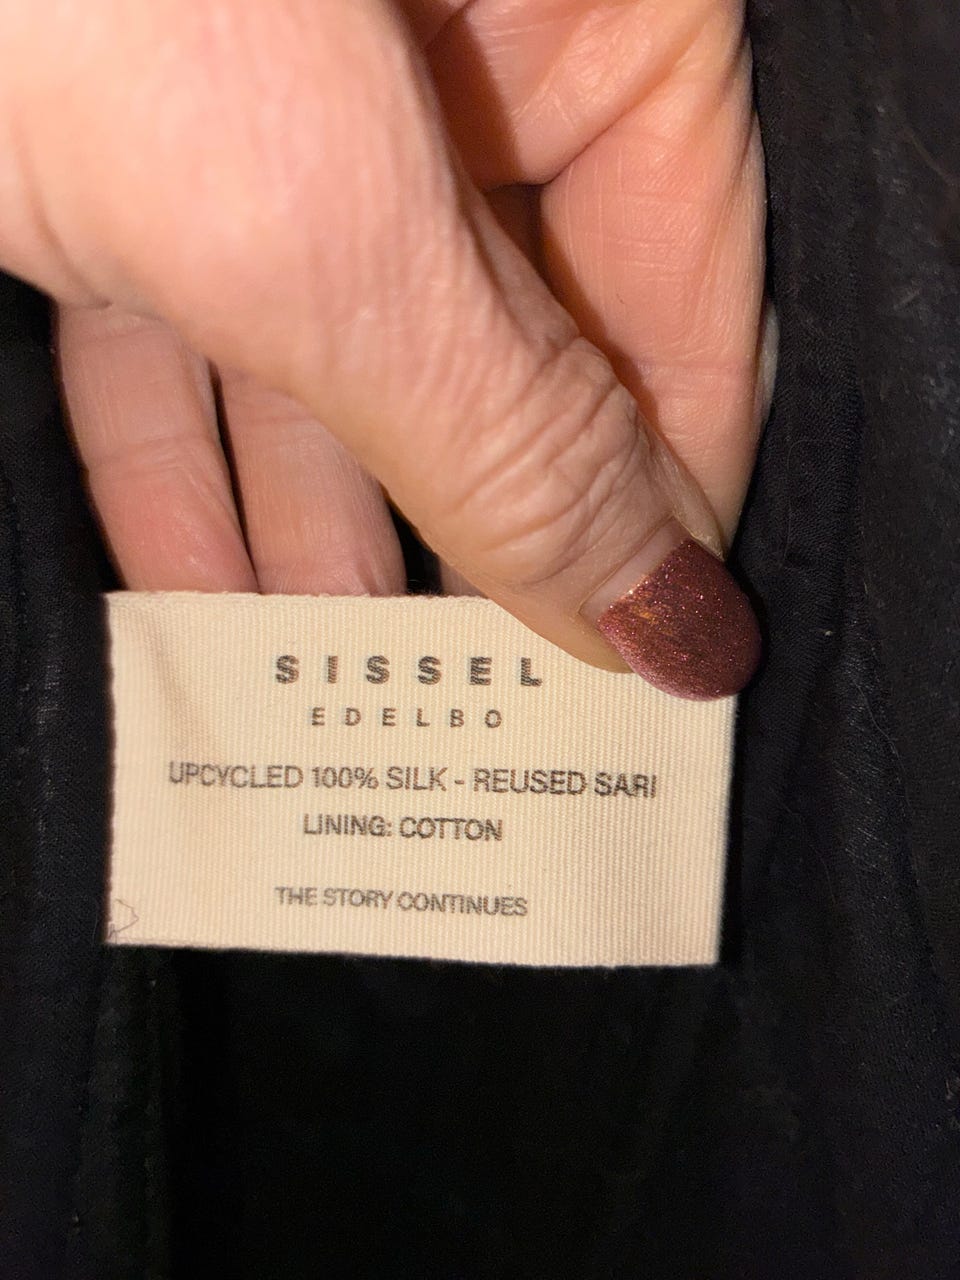 SISSEL
EDELBO
UPCYCLED 100% SILK - REUSED SARI
LINING: COTTON
THE STORY CONTINUES